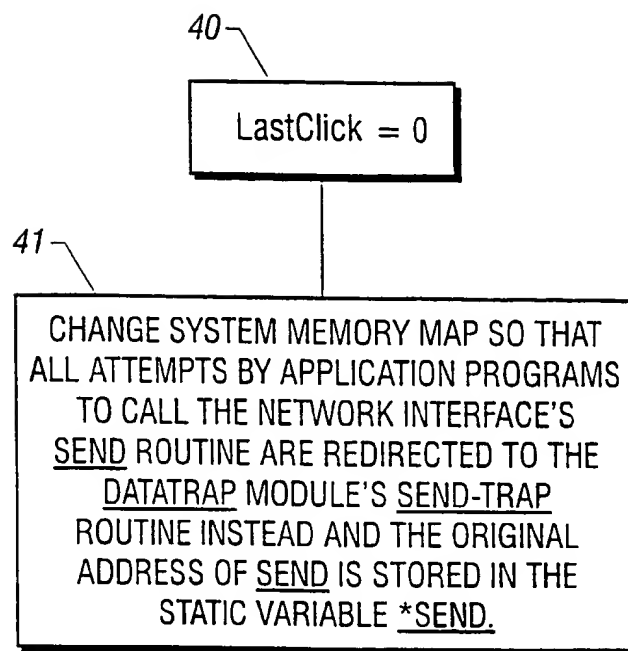 40
LastClick = 0
41
CHANGE SYSTEM MEMORY MAP SO THAT
ALL ATTEMPTS BY APPLICATION PROGRAMS
TO CALL THE NETWORK INTERFACE'S
SEND ROUTINE ARE REDIRECTED TO THE
DATATRAP MODULE'S SEND-TRAP
ROUTINE INSTEAD AND THE ORIGINAL
ADDRESS OF SEND IS STORED IN THE
STATIC VARIABLE *SEND.